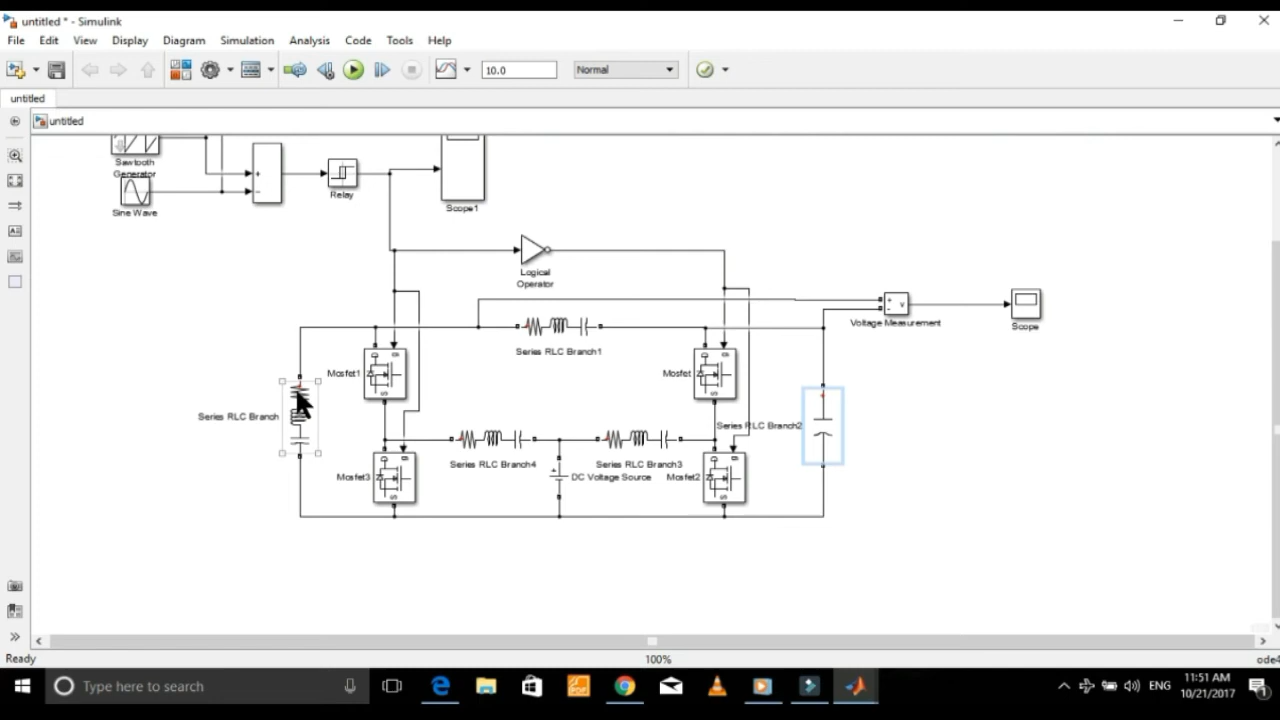 untitled * - Simulink
File Edit View Display Diagram Simulation Analysis Code Tools Help
10.0
Normal
untitled
untitled
Sawtooth
Generator
Sine Wave
+
-
Relay
Scope1
Logical
Operator
+
-
v
Voltage Measurement
Scope
Series RLC Branch1
Mosfet1
D
g
S
Mosfet
D
g
S
Series RLC Branch
Series RLC Branch2
Series RLC Branch4
Series RLC Branch3
Mosfet3
D
g
S
+
DC Voltage Source
Mosfet2
D
g
S
Ready
100%
ode4
Type here to search
ENG
11:51 AM
10/21/2017
1